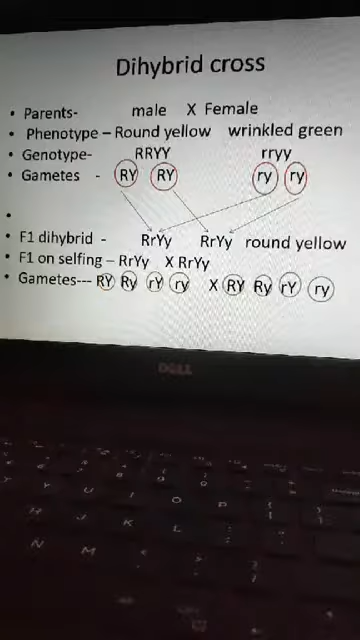 Dihybrid cross
• Parents- male X Female
• Phenotype – Round yellow wrinkled green
• Genotype- RRYY rryy
• Gametes - RY RY ry ry
•
• F1 dihybrid - RrYy RrYy round yellow
• F1 on selfing – RrYy X RrYy
• Gametes--- RY Ry rY ry X RY Ry rY ry
DELL
Y U I O P
H J K L
N M